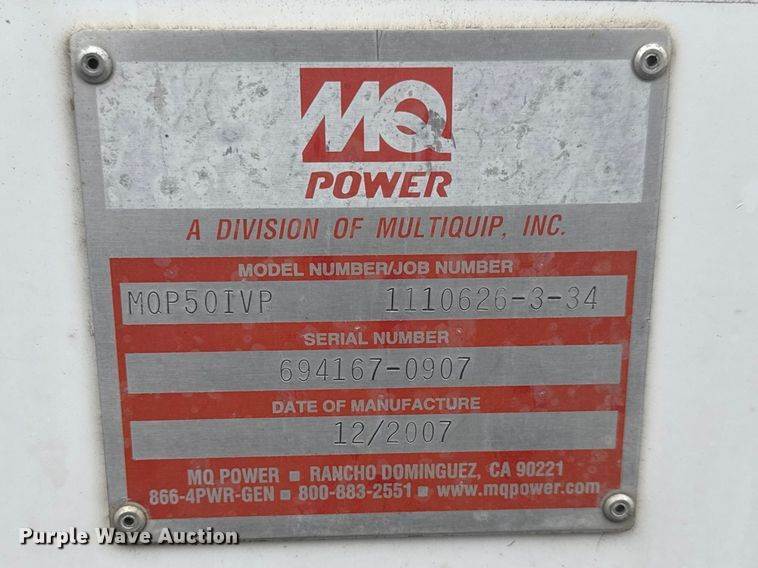 MQ
POWER
A DIVISION OF MULTIQUIP, INC.
MODEL NUMBER/JOB NUMBER
MQP50IVP 1110626-3-34
SERIAL NUMBER
694167-0907
DATE OF MANUFACTURE
12/2007
MQ POWER ■ RANCHO DOMINGUEZ, CA 90221
866-4PWR-GEN ■ 800-883-2551 ■ www.mqpower.com
Purple Wave Auction